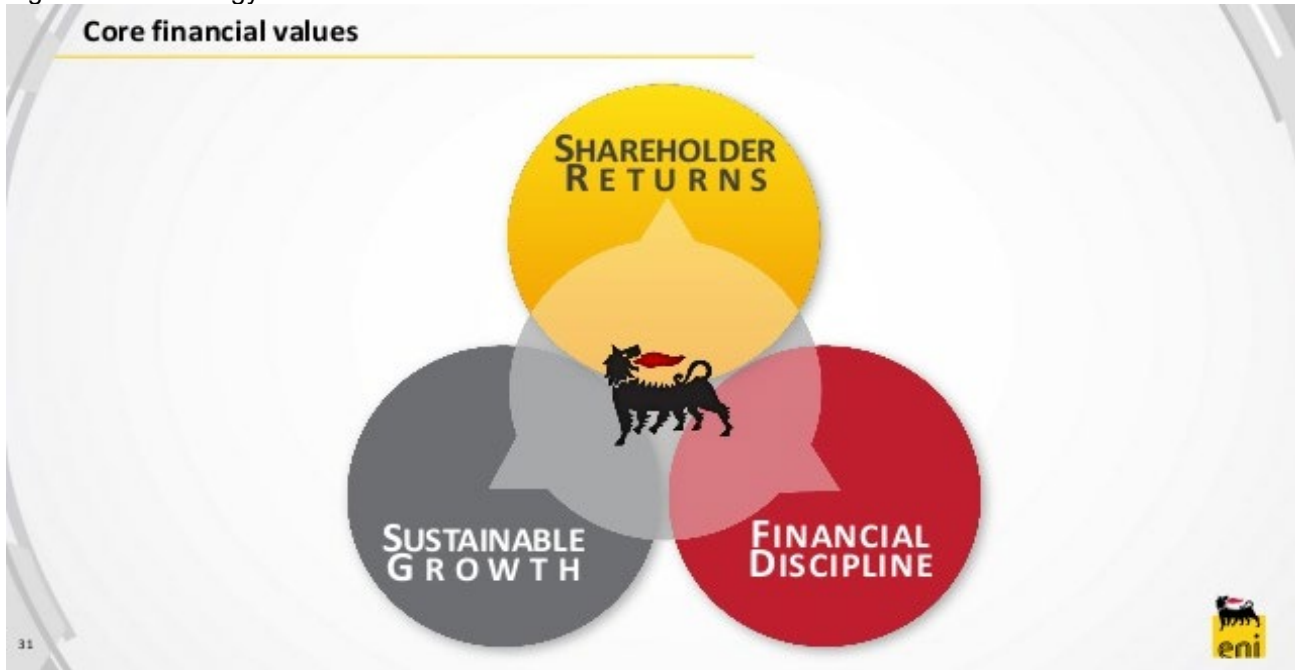 Core financial values
SHAREHOLDER
RETURNS
SUSTAINABLE
GROWTH
FINANCIAL
DISCIPLINE
31
eni